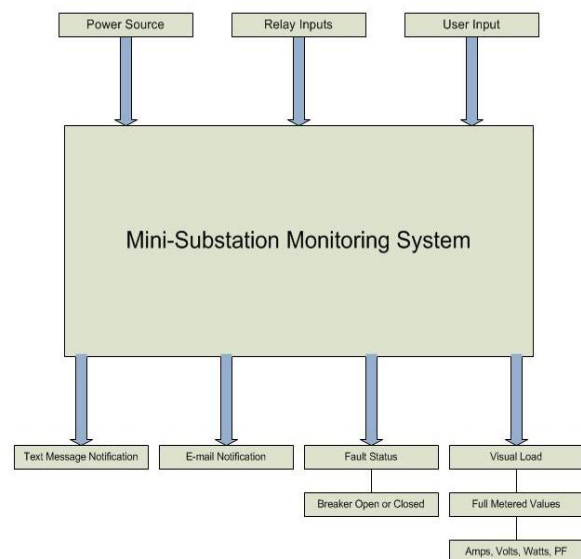 Power Source
Relay Inputs
User Input
Mini-Substation Monitoring System
Text Message Notification
E-mail Notification
Fault Status
Visual Load
Breaker Open or Closed
Full Metered Values
Amps, Volts, Watts, PF